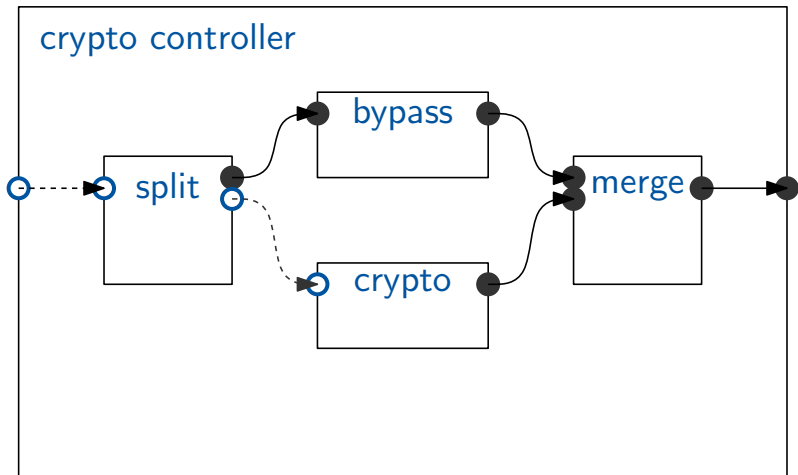 crypto controller
bypass
split
merge
crypto